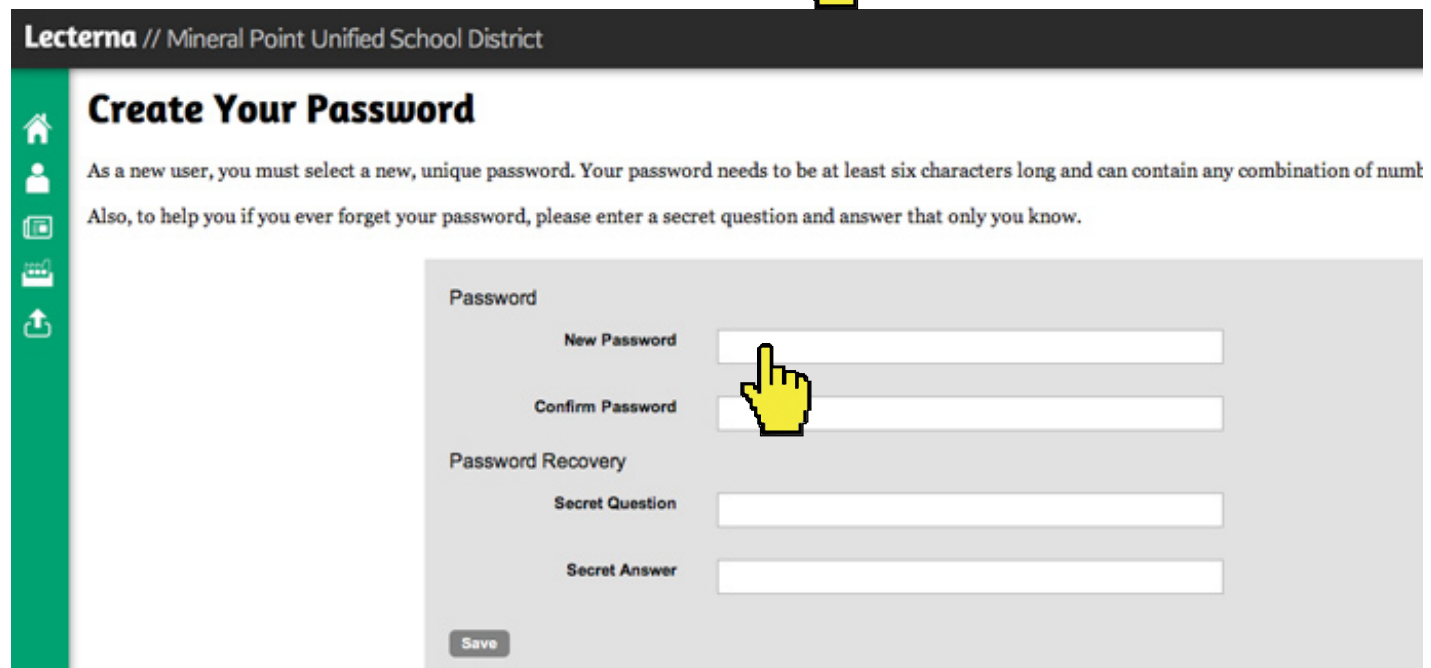 Lecterna // Mineral Point Unified School District
Create Your Password
As a new user, you must select a new, unique password. Your password needs to be at least six characters long and can contain any combination of numb
Also, to help you if you ever forget your password, please enter a secret question and answer that only you know.
Password
New Password
Confirm Password
Password Recovery
Secret Question
Secret Answer
Save